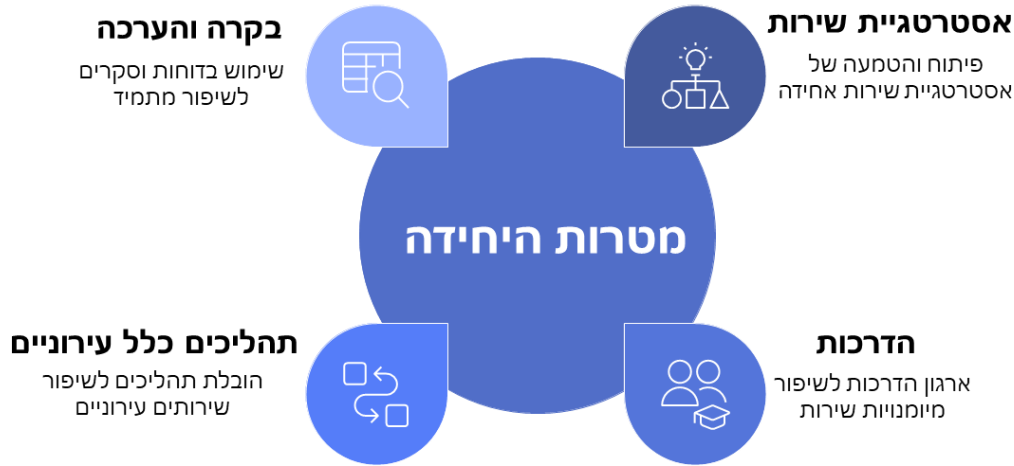 אסטרטגיית שירות
פיתוח והטמעה של
אסטרטגיית שירות אחידה
בקרה והערכה
שימוש בדוחות וסקרים
לשיפור מתמיד
מטרות היחידה
הדרכות
ארגון הדרכות לשיפור
מיומנויות שירות
תהליכים כלל עירוניים
הובלת תהליכים לשיפור
שירותים עירוניים